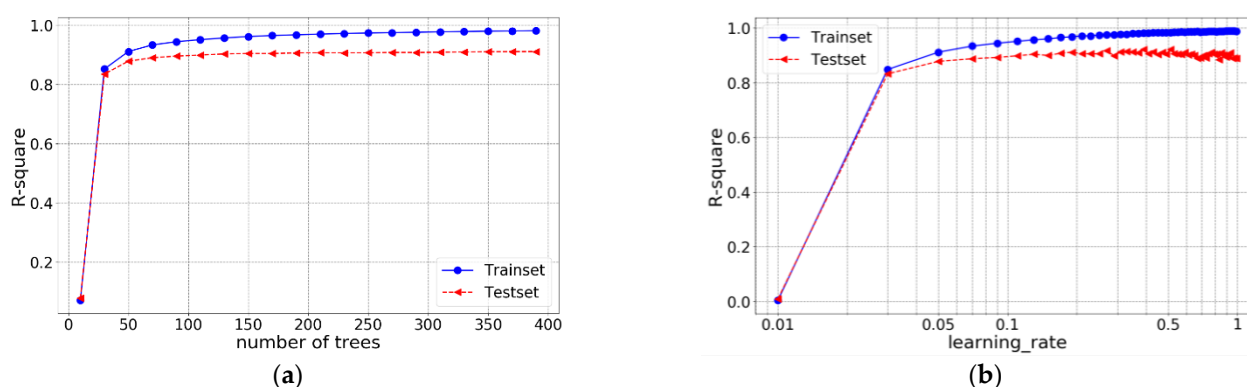 1.0
0.8
0.6
0.4
0.2
R-square
0 50 100 150 200 250 300 350 400
number of trees
Trainset
Testset
(a)
1.0
0.8
0.6
0.4
0.2
0.0
R-square
0.01 0.05 0.1 0.5 1
learning_rate
Trainset
Testset
(b)